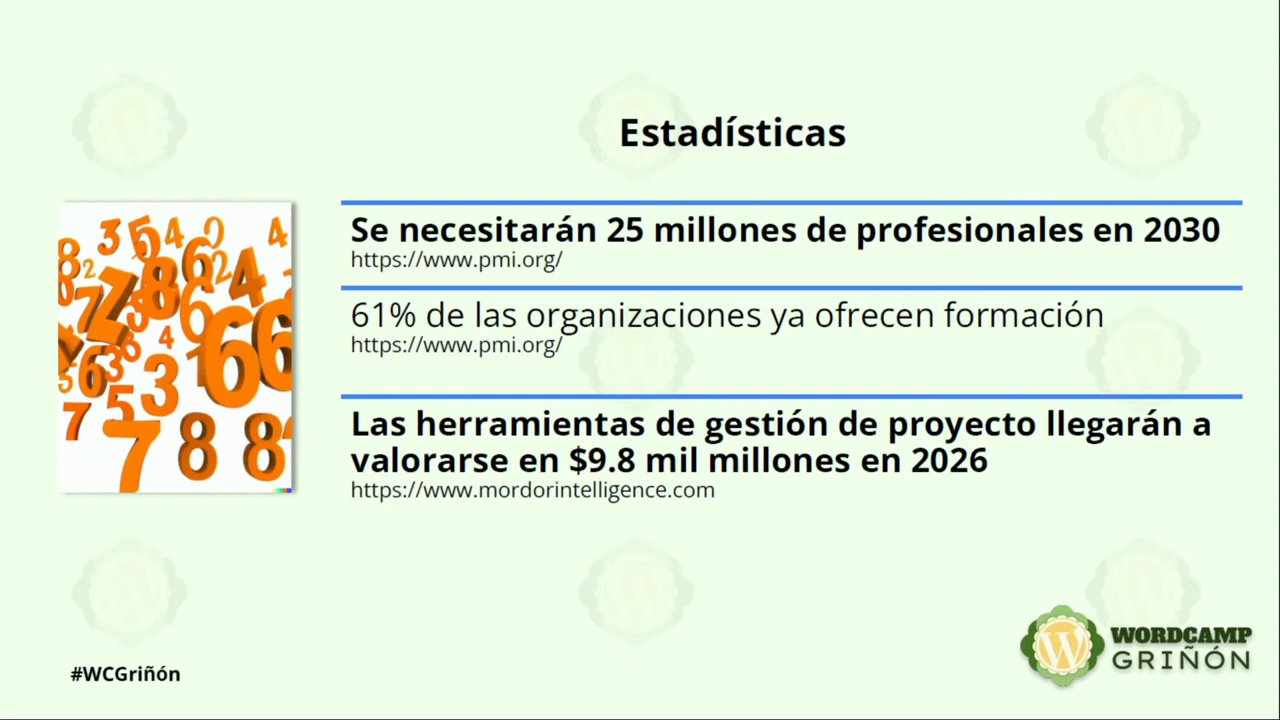 Estadísticas
Se necesitarán 25 millones de profesionales en 2030
https://www.pmi.org/
61% de las organizaciones ya ofrecen formación
https://www.pmi.org/
Las herramientas de gestión de proyecto llegarán a
valorarse en $9.8 mil millones en 2026
https://www.mordorintelligence.com
#WCGriñón
WORDCAMP
GRIÑÓN